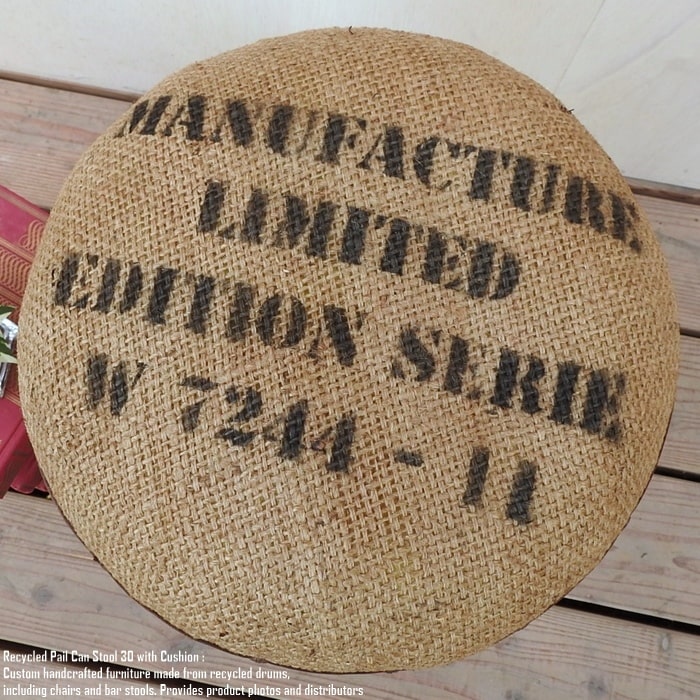 MANUFACTURE
LIMITED
EDITION SERIE
W 7244 - 11
Recycled Pail Can Stool 30 with Cushion :
Custom handcrafted furniture made from recycled drums,
including chairs and bar stools. Provides product photos and distributors